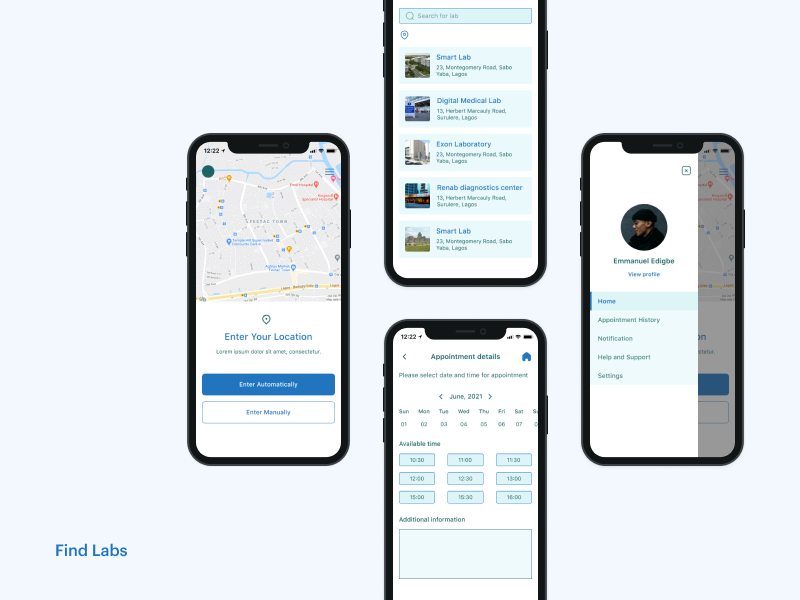 Search for lab
Smart Lab
23, Montegomery Road, Sabo
Yaba, Lagos
Digital Medical Lab
13, Herbert Marcauly Road,
Surulere, Lagos
Exon Laboratory
23, Montegomery Road, Sabo
Yaba, Lagos
Renab diagnostics center
13, Herbert Marcauly Road,
Surulere, Lagos
Smart Lab
23, Montegomery Road, Sabo
Yaba, Lagos
12:22
FESTAC TOWN
Enter Your Location
Lorem ipsum dolor sit amet, consectetur.
Enter Automatically
Enter Manually
12:22
Appointment details
Please select date and time for appointment
June, 2021
Sun Mon Tue Wed Thu Fri Sat
01 02 03 04 05 06 07
Available time
10:30 11:00 11:30
12:00 12:30 13:00
15:00 15:30 16:00
Additional information
Emmanuel Edigbe
View profile
Home
Appointment History
Notification
Help and Support
Settings
Find Labs